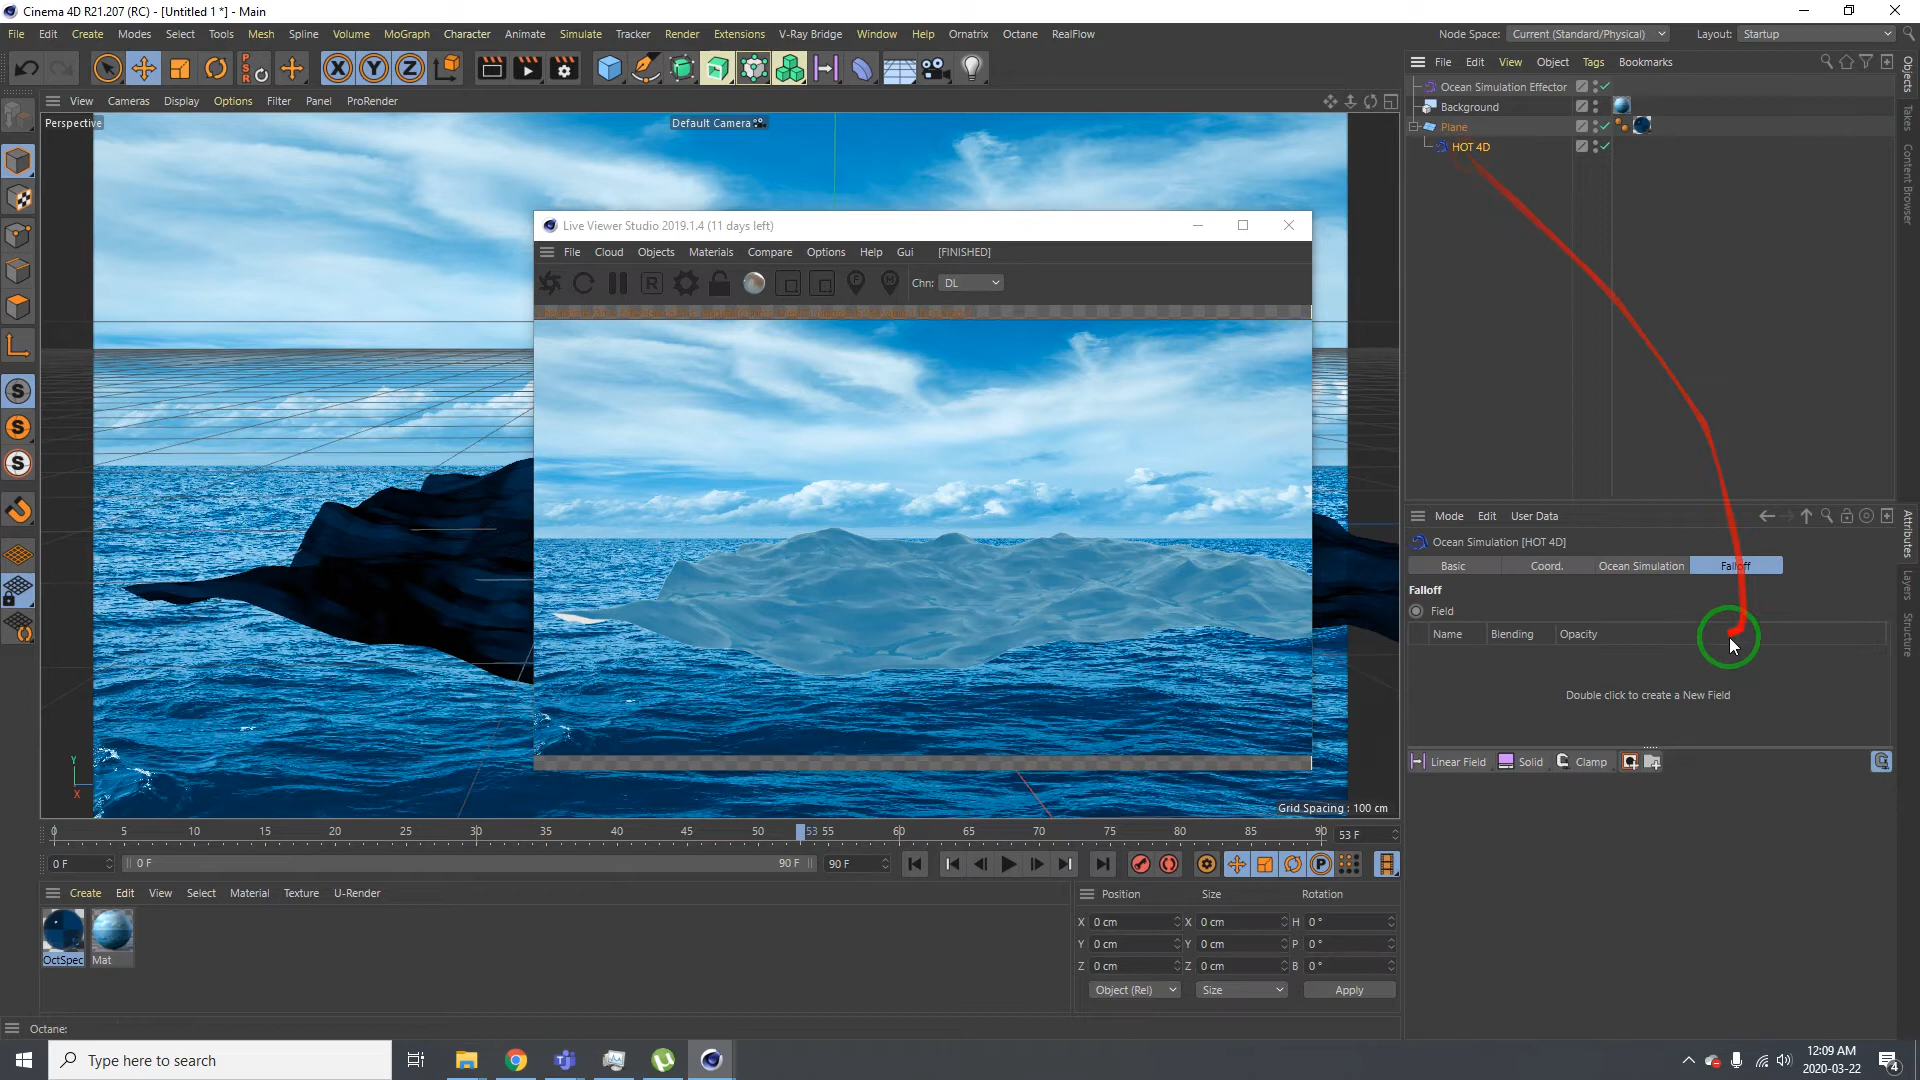 Cinema 4D R21.207 (RC) - [Untitled 1 *] - Main
File Edit Create Modes Select Tools Mesh Spline Volume MoGraph Character Animate Simulate Tracker Render Extensions V-Ray Bridge Window Help Ornatrix Octane RealFlow Node Space: Current (Standard/Physical) Layout: Startup
P S R
X Y Z
File Edit View Object Tags Bookmarks
Objects
Takes
Content Browser
View Cameras Display Options Filter Panel ProRender
Perspective
Default Camera
Ocean Simulation Effector
Background
Plane
HOT 4D
Live Viewer Studio 2019.1.4 (11 days left)
File Cloud Objects Materials Compare Options Help Gui [FINISHED]
R
Chn: DL
Grid Spacing : 100 cm
Y
X
Mode Edit User Data
Attributes
Layers
Structure
Ocean Simulation [HOT 4D]
Basic Coord. Ocean Simulation Falloff
Falloff
Field
Name Blending Opacity
Double click to create a New Field
Linear Field Solid Clamp
0 5 10 15 20 25 30 35 40 45 50 53 55 60 65 70 75 80 85 90 53 F
0 F 0 F 90 F 90 F
Create Edit View Select Material Texture U-Render
OctSpec Mat
Position Size Rotation
X 0 cm X 0 cm H 0 °
Y 0 cm Y 0 cm P 0 °
Z 0 cm Z 0 cm B 0 °
Object (Rel) Size Apply
Octane:
Type here to search
12:09 AM
2020-03-22
4